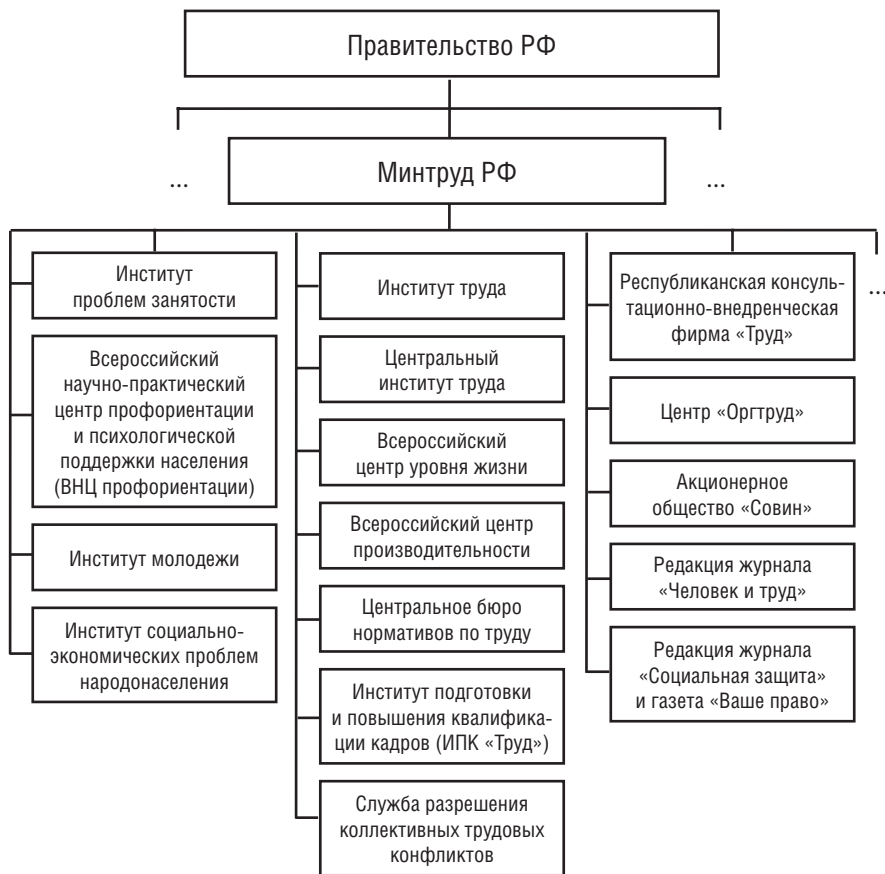 Правительство РФ
...
Минтруд РФ
...
Институт
проблем занятости
Всероссийский
научно-практический
центр профориентации
и психологической
поддержки населения
(ВНЦ профориентации)
Институт молодежи
Институт социально-
экономических проблем
народонаселения
Институт труда
Центральный
институт труда
Всероссийский
центр уровня жизни
Всероссийский центр
производительности
Центральное бюро
нормативов по труду
Институт подготовки
и повышения квалифика-
ции кадров (ИПК «Труд»)
Служба разрешения
коллективных трудовых
конфликтов
Республиканская консуль-
тационно-внедренческая
фирма «Труд»
Центр «Оргтруд»
Акционерное
общество «Совин»
Редакция журнала
«Человек и труд»
Редакция журнала
«Социальная защита»
и газета «Ваше право»
...